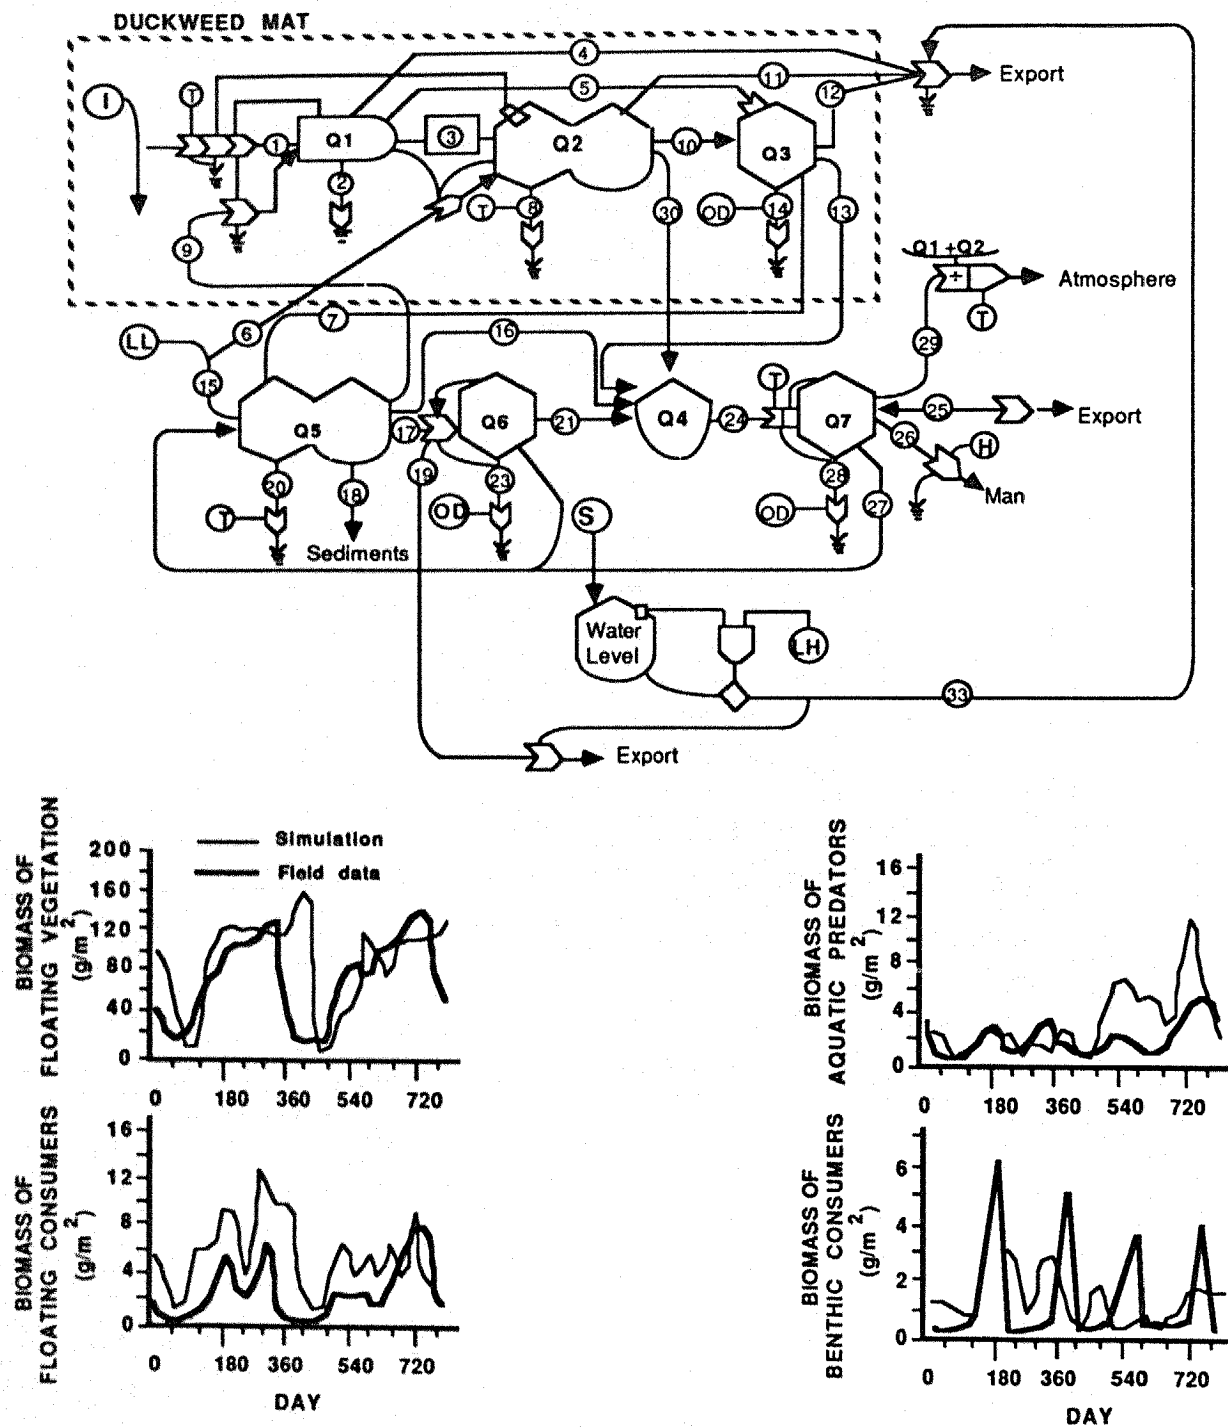 DUCKWEED MAT
I
T
1
Q1
2
3
4
5
Q2
T
8
10
11
12
Q3
OD
14
13
30
9
Export
Q1 +Q2
+
Atmosphere
T
29
LL
6
7
15
16
Q5
17
19
20
18
T
Sediments
Q6
21
23
OD
Q4
24
T
Q7
25
Export
26
H
Man
27
28
OD
S
Water
Level
LH
33
Export
BIOMASS OF
FLOATING VEGETATION
(g/m²)
200
160
120
80
40
0
Simulation
Field data
0 180 360 540 720
BIOMASS OF
AQUATIC PREDATORS
(g/m²)
16
12
8
4
0
0 180 360 540 720
BIOMASS OF
FLOATING CONSUMERS
(g/m²)
16
12
8
4
0
0 180 360 540 720
DAY
BIOMASS OF
BENTHIC CONSUMERS
(g/m²)
6
4
2
0
0 180 360 540 720
DAY